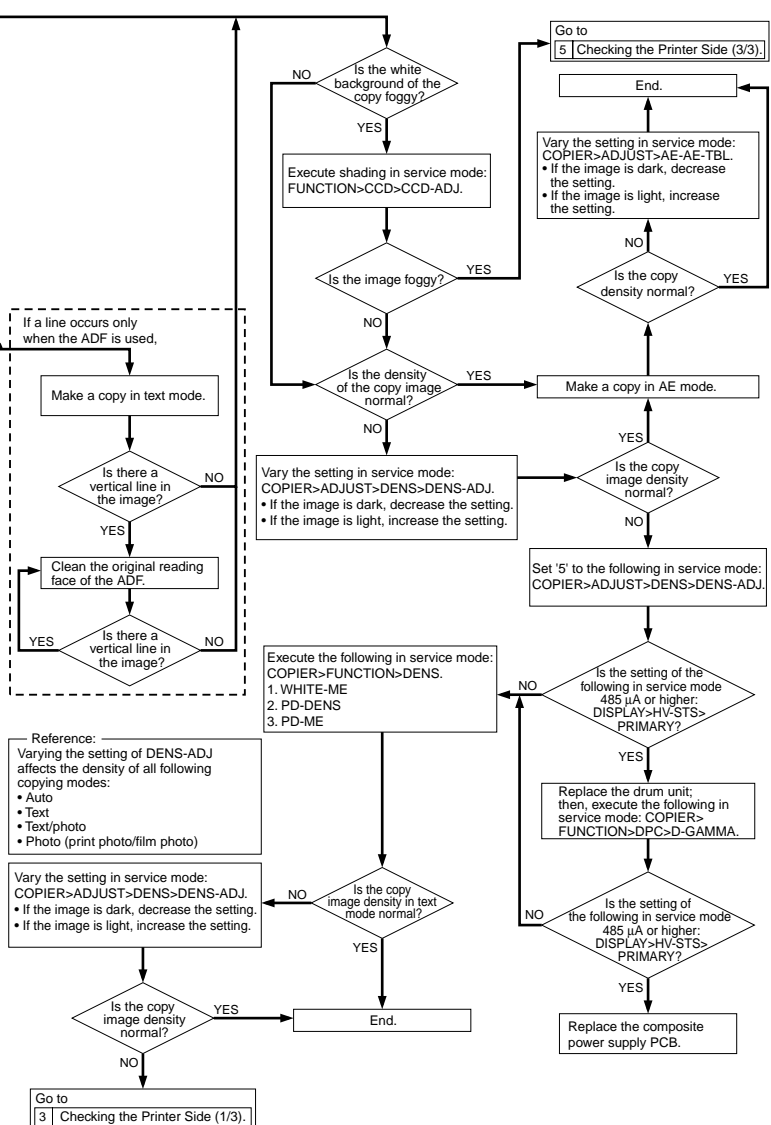 Go to
5 Checking the Printer Side (3/3).
Is the white
background of the
copy foggy?
NO
YES
End.
Execute shading in service mode:
FUNCTION>CCD>CCD-ADJ.
Vary the setting in service mode:
COPIER>ADJUST>AE-AE-TBL.
• If the image is dark, decrease
the setting.
• If the image is light, increase
the setting.
Is the image foggy?
YES
NO
NO
Is the copy
density normal?
YES
If a line occurs only
when the ADF is used,
Make a copy in text mode.
Is there a
vertical line in
the image?
NO
YES
Clean the original reading
face of the ADF.
Is there a
vertical line in
the image?
YES
NO
Is the density
of the copy image
normal?
YES
NO
Make a copy in AE mode.
YES
Vary the setting in service mode:
COPIER>ADJUST>DENS>DENS-ADJ.
• If the image is dark, decrease the setting.
• If the image is light, increase the setting.
Is the copy
image density
normal?
NO
Set '5' to the following in service mode:
COPIER>ADJUST>DENS>DENS-ADJ.
Is the setting of the
following in service mode
485 µA or higher:
DISPLAY>HV-STS>
PRIMARY?
NO
YES
Execute the following in service mode:
COPIER>FUNCTION>DENS.
1. WHITE-ME
2. PD-DENS
3. PD-ME
Replace the drum unit;
then, execute the following in
service mode: COPIER>
FUNCTION>DPC>D-GAMMA.
Is the setting of
the following in service mode
485 µA or higher:
DISPLAY>HV-STS>
PRIMARY?
NO
YES
Replace the composite
power supply PCB.
Reference:
Varying the setting of DENS-ADJ
affects the density of all following
copying modes:
• Auto
• Text
• Text/photo
• Photo (print photo/film photo)
Is the copy
image density in text
mode normal?
NO
YES
Vary the setting in service mode:
COPIER>ADJUST>DENS>DENS-ADJ.
• If the image is dark, decrease the setting.
• If the image is light, increase the setting.
Is the copy
image density
normal?
YES
NO
End.
Go to
3 Checking the Printer Side (1/3).